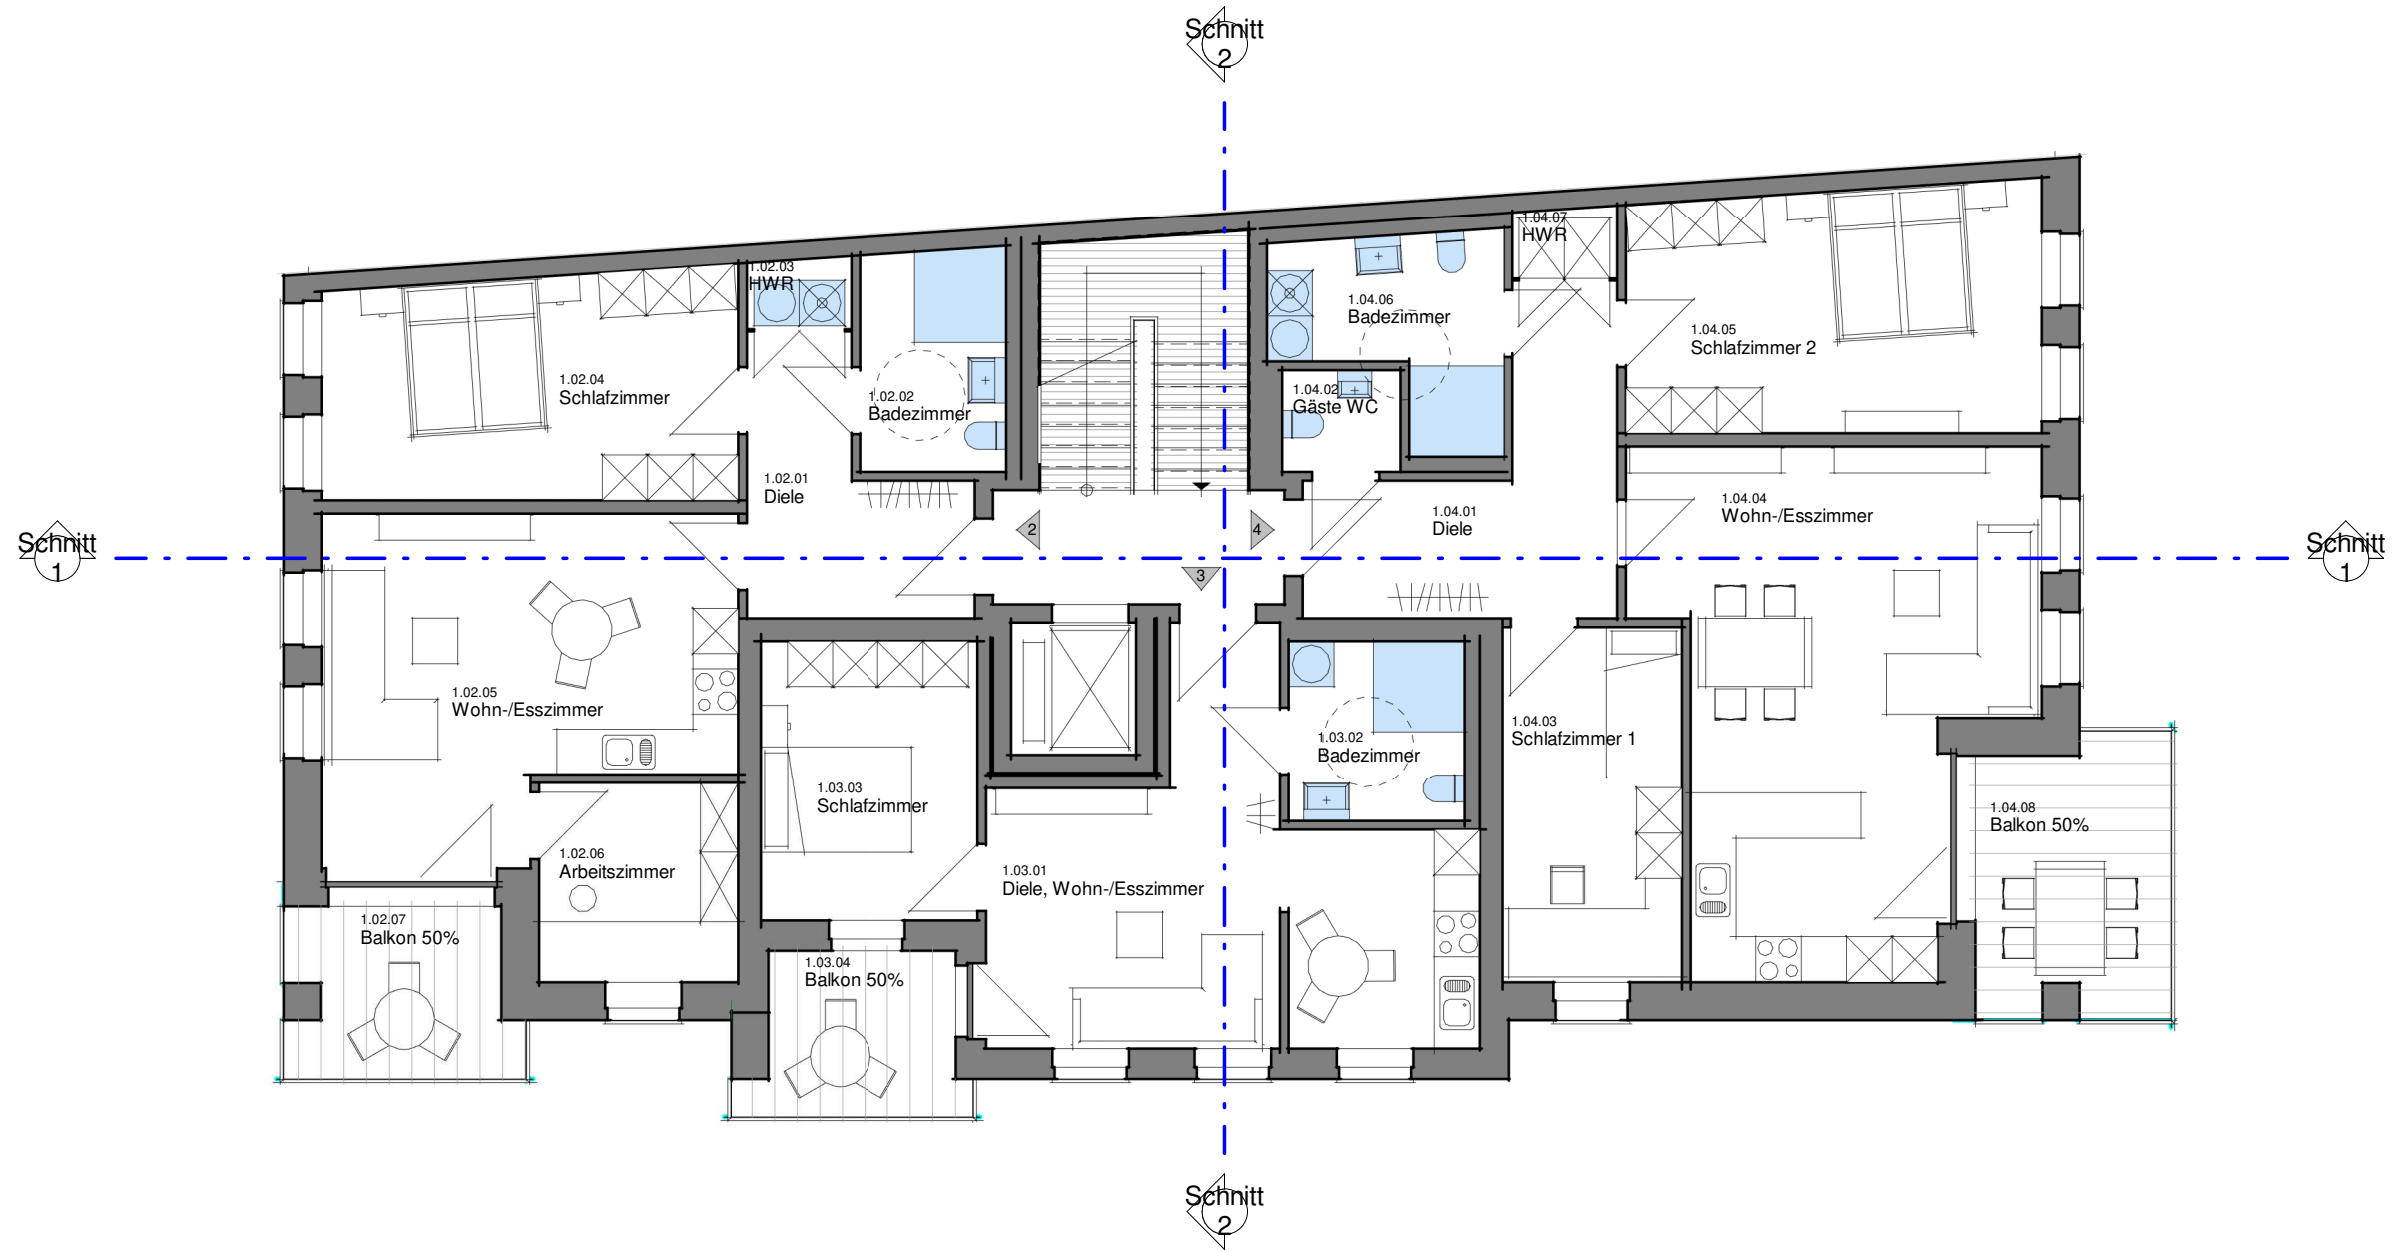 Schnitt
2
1.04.07
HWR
1.02.03
HWR
1.04.06
Badezimmer
1.04.05
Schlafzimmer 2
1.02.04
Schlafzimmer
1.02.02
Badezimmer
1.04.02
Gäste WC
1.02.01
Diele
1.04.01
Diele
1.04.04
Wohn-/Esszimmer
2
4
3
Schnitt
1
Schnitt
1
1.02.05
Wohn-/Esszimmer
1.03.02
Badezimmer
1.04.03
Schlafzimmer 1
1.03.03
Schlafzimmer
1.04.08
Balkon 50%
1.02.06
Arbeitszimmer
1.03.01
Diele, Wohn-/Esszimmer
1.02.07
Balkon 50%
1.03.04
Balkon 50%
Schnitt
2